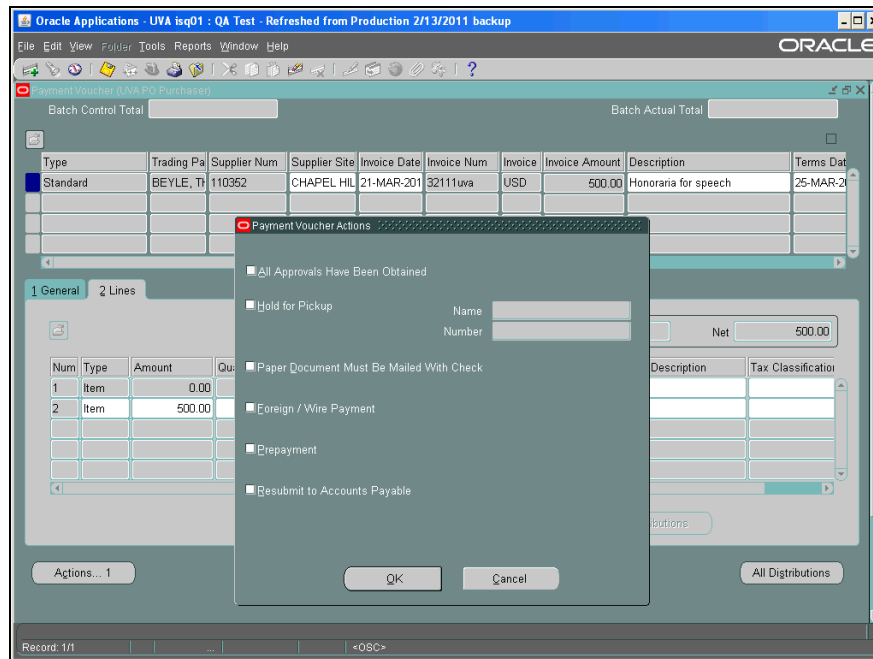 Oracle Applications - UVA isq01 : QA Test - Refreshed from Production 2/13/2011 backup
File Edit View Folder Tools Reports Window Help
ORACLE
Payment Voucher (UVA PO Purchaser)
Batch Control Total
Batch Actual Total
Type Trading Pa Supplier Num Supplier Site Invoice Date Invoice Num Invoice Invoice Amount Description Terms Dat
Standard BEYLE, TH 110352 CHAPEL HIL 21-MAR-201 32111uva USD 500.00 Honoraria for speech 25-MAR-2
Payment Voucher Actions
All Approvals Have Been Obtained
Hold for Pickup
Name
Number
Paper Document Must Be Mailed With Check
Foreign / Wire Payment
Prepayment
Resubmit to Accounts Payable
OK Cancel
1 General 2 Lines
Net 500.00
Num Type Amount Qu Description Tax Classification
1 Item 0.00
2 Item 500.00
ibutions
Actions... 1
All Distributions
Record: 1/1 ... <OSC>